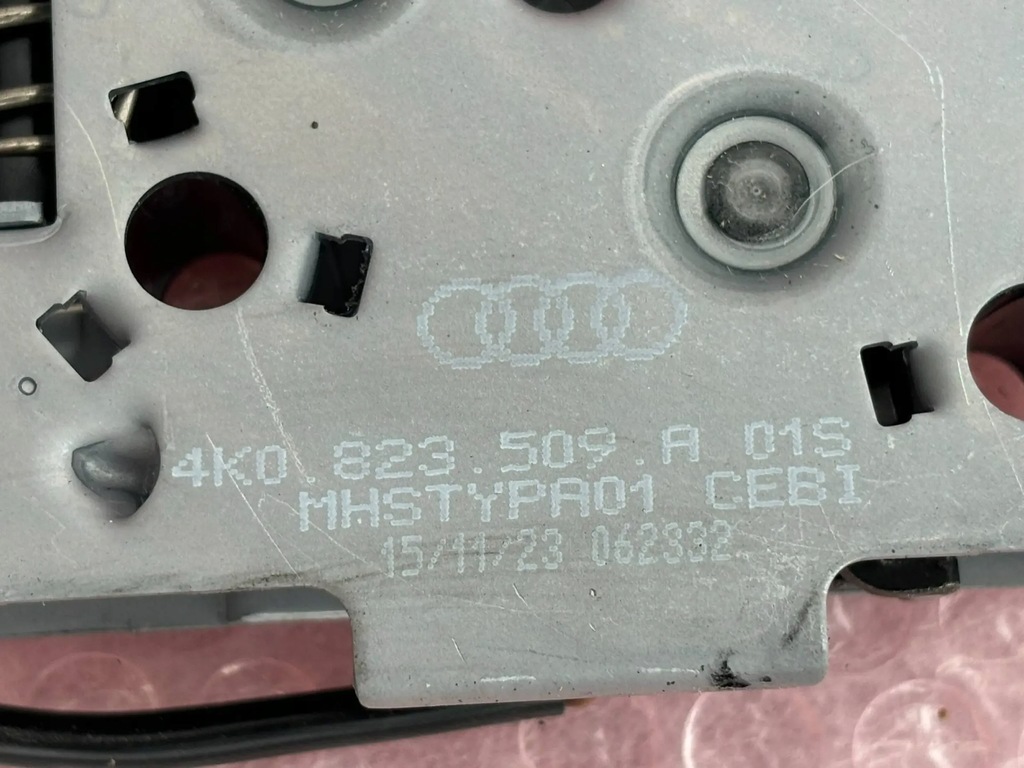 4K0.823.509.A 01S
MHSTYPA01 CEBI
15/11/23 062332